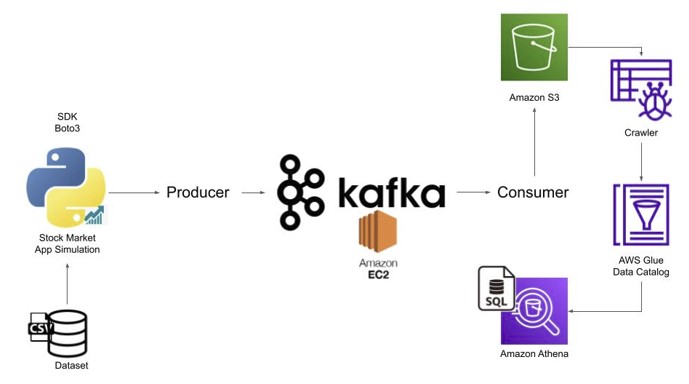 SDK
Boto3
Stock Market
App Simulation
CSV
Dataset
Producer
kafka
Amazon
EC2
Consumer
Amazon S3
Crawler
AWS Glue
Data Catalog
SQL
Amazon Athena